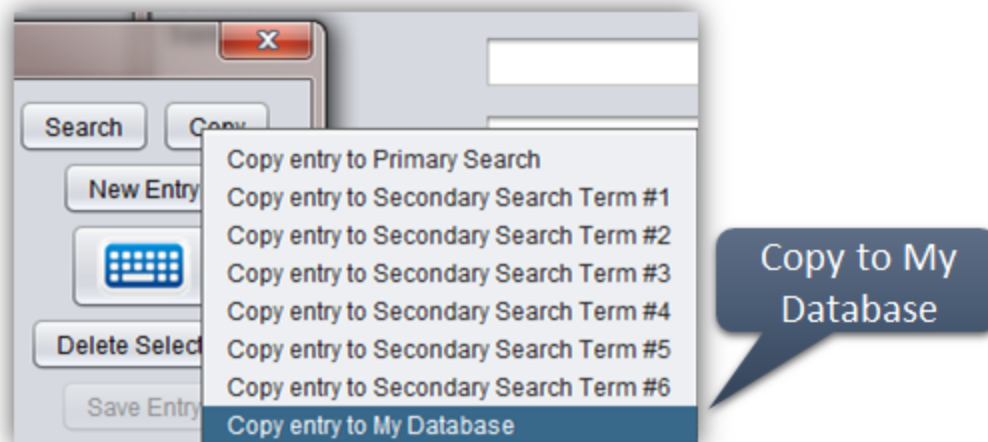 Search
Copy
Copy entry to Primary Search
New Entry
Copy entry to Secondary Search Term #1
Copy entry to Secondary Search Term #2
Copy entry to Secondary Search Term #3
Copy entry to Secondary Search Term #4
Delete Select
Copy entry to Secondary Search Term #5
Copy entry to Secondary Search Term #6
Save Entry
Copy entry to My Database
Copy to My
Database